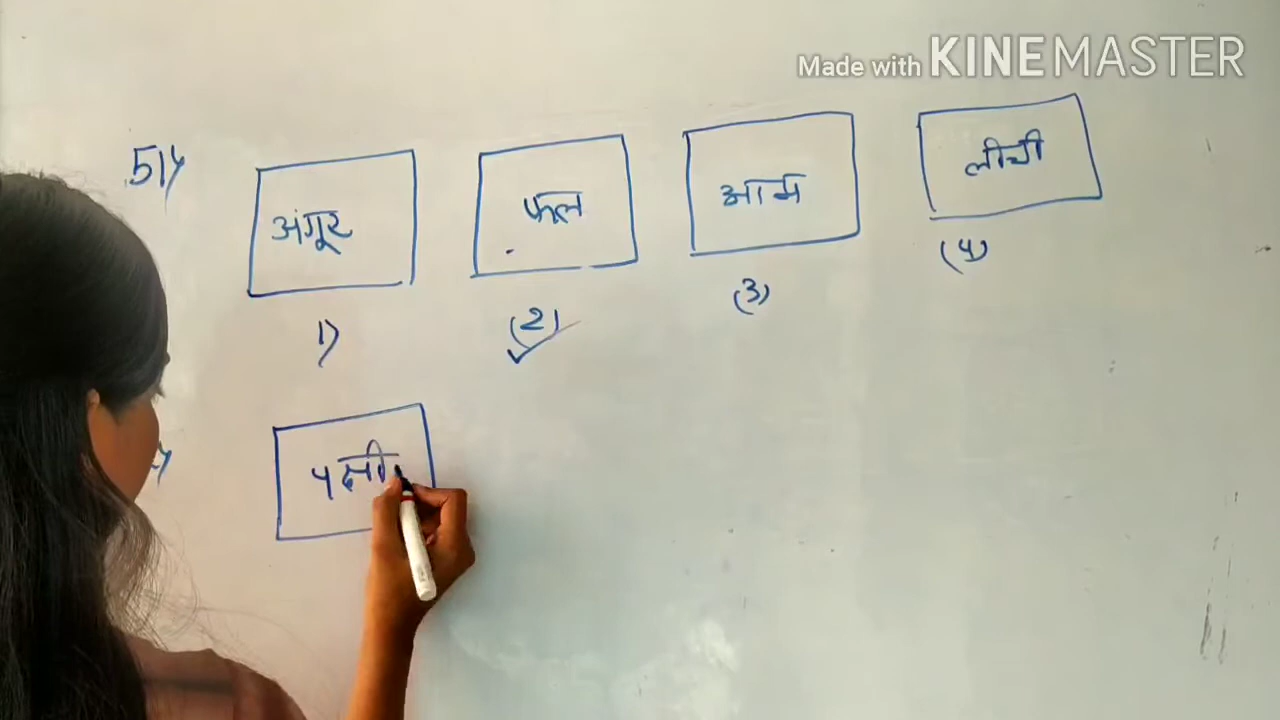 Made with KINEMASTER
51) अंगूर फल आम लीची
1) (2) (3) (4)
पक्षी